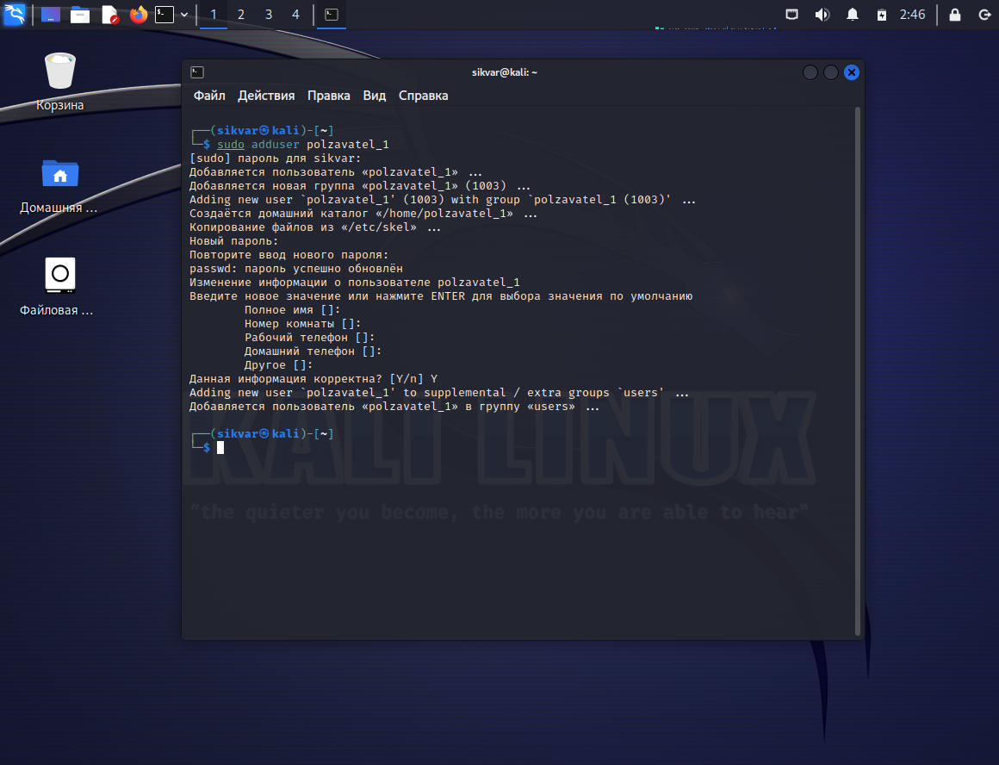 1 2 3 4
2:46
Корзина
Домашняя ...
Файловая ...
sikvar@kali: ~
Файл Действия Правка Вид Справка
┌──(sikvar㉿kali)-[~]
└─$ sudo adduser polzavatel_1
[sudo] пароль для sikvar:
Добавляется пользователь «polzavatel_1» ...
Добавляется новая группа «polzavatel_1» (1003) ...
Adding new user `polzavatel_1' (1003) with group `polzavatel_1 (1003)' ...
Создаётся домашний каталог «/home/polzavatel_1» ...
Копирование файлов из «/etc/skel» ...
Новый пароль:
Повторите ввод нового пароля:
passwd: пароль успешно обновлён
Изменение информации о пользователе polzavatel_1
Введите новое значение или нажмите ENTER для выбора значения по умолчанию
Полное имя []:
Номер комнаты []:
Рабочий телефон []:
Домашний телефон []:
Другое []:
Данная информация корректна? [Y/n] Y
Adding new user `polzavatel_1' to supplemental / extra groups `users' ...
Добавляется пользователь «polzavatel_1» в группу «users» ...
┌──(sikvar㉿kali)-[~]
└─$
KALI LINUX
"the quieter you become, the more you are able to hear"